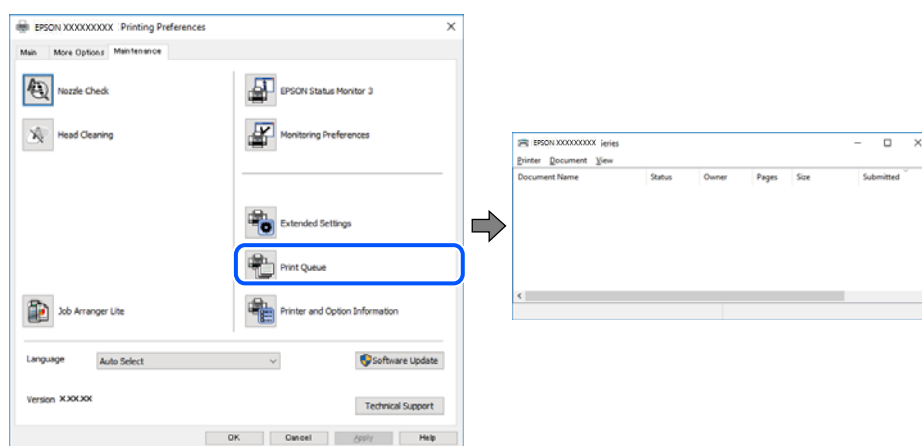 EPSON XXXXXXXXX Printing Preferences
Main More Options Maintenance
Nozzle Check
EPSON Status Monitor 3
Head Cleaning
Monitoring Preferences
Extended Settings
Print Queue
Job Arranger Lite
Printer and Option Information
Language Auto Select
Software Update
Version X.XX.XX
Technical Support
OK Cancel Apply Help
EPSON XXXXXXXXX ieries
Printer Document View
Document Name Status Owner Pages Size Submitted